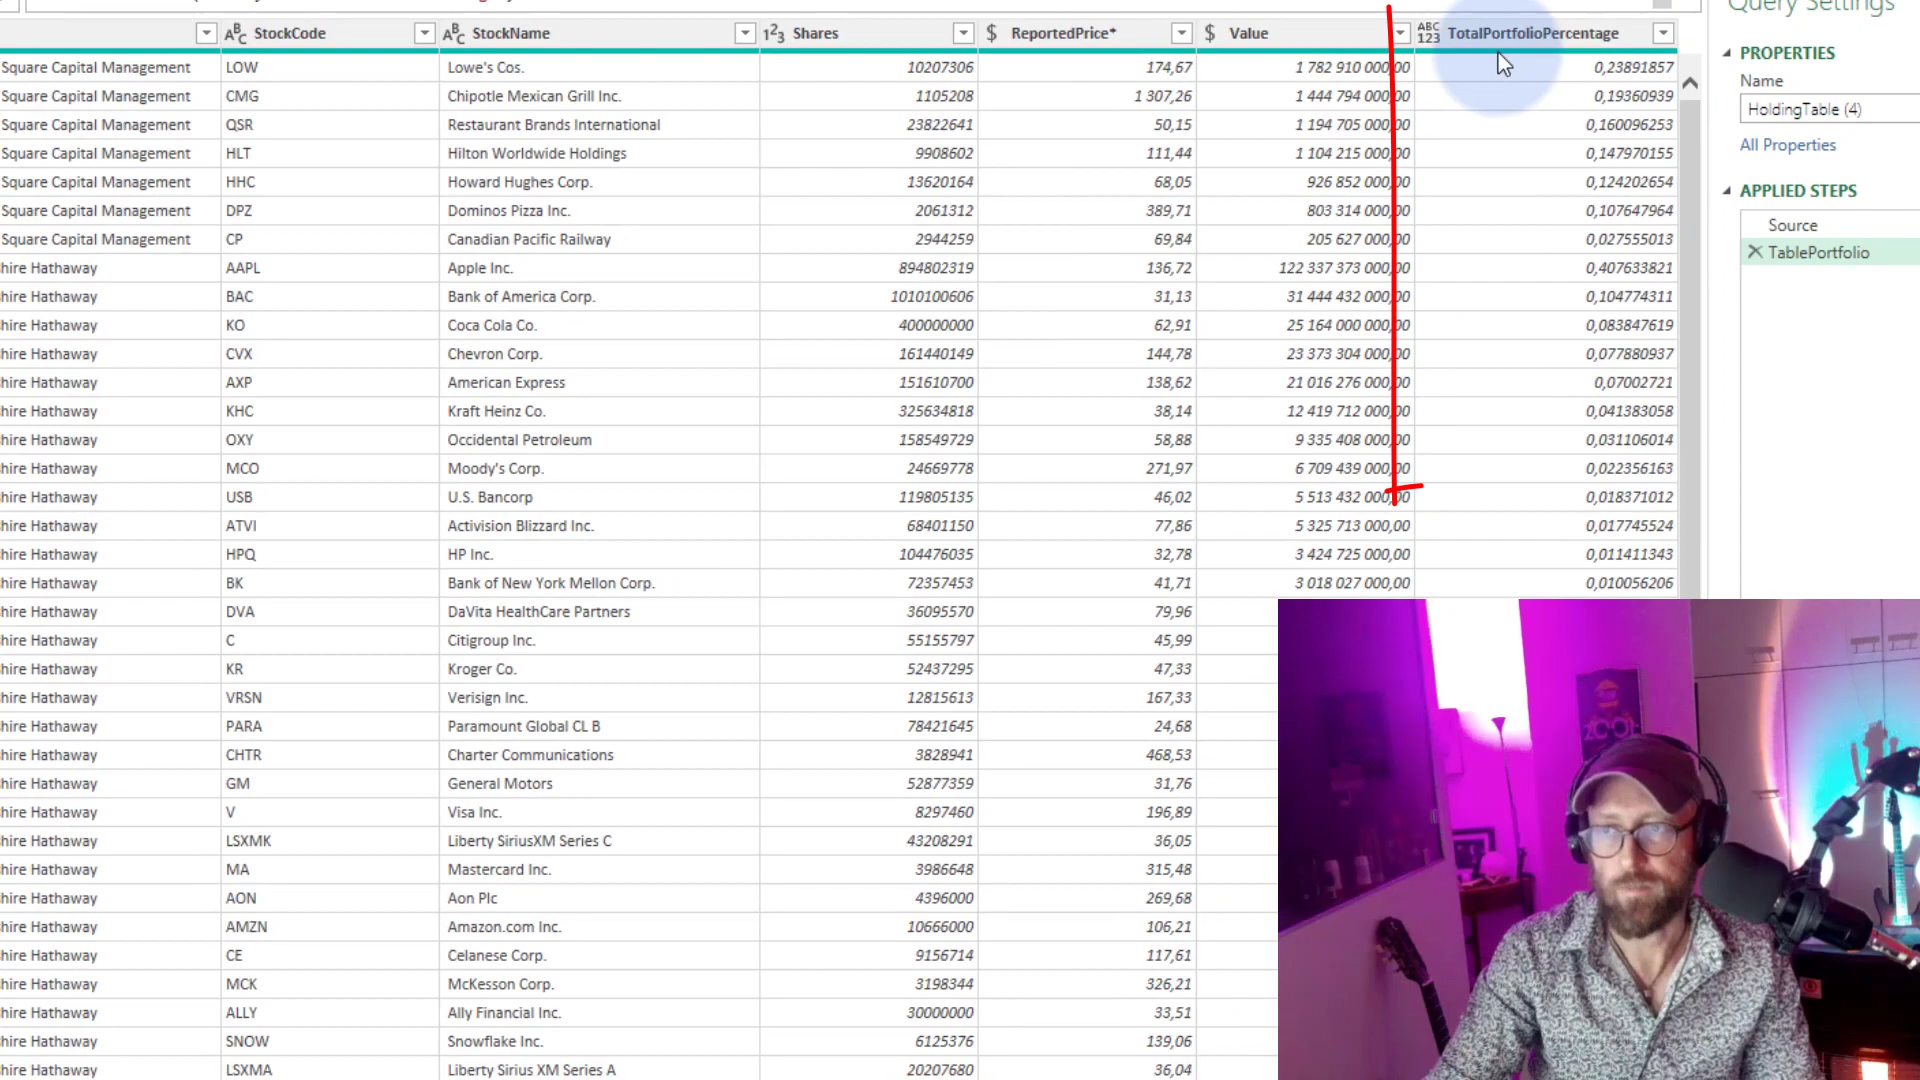 Query Settings
StockCode StockName Shares ReportedPrice* Value TotalPortfolioPercentage
Square Capital Management LOW Lowe's Cos. 10207306 174,67 1 782 910 000,00 0,23891857
Square Capital Management CMG Chipotle Mexican Grill Inc. 1105208 1 307,26 1 444 794 000,00 0,19360939
Square Capital Management QSR Restaurant Brands International 23822641 50,15 1 194 705 000,00 0,160096253
Square Capital Management HLT Hilton Worldwide Holdings 9908602 111,44 1 104 215 000,00 0,147970155
Square Capital Management HHC Howard Hughes Corp. 13620164 68,05 926 852 000,00 0,124202654
Square Capital Management DPZ Dominos Pizza Inc. 2061312 389,71 803 314 000,00 0,107647964
Square Capital Management CP Canadian Pacific Railway 2944259 69,84 205 627 000,00 0,027555013
hire Hathaway AAPL Apple Inc. 894802319 136,72 122 337 373 000,00 0,407633821
hire Hathaway BAC Bank of America Corp. 1010100606 31,13 31 444 432 000,00 0,104774311
hire Hathaway KO Coca Cola Co. 400000000 62,91 25 164 000 000,00 0,083847619
hire Hathaway CVX Chevron Corp. 161440149 144,78 23 373 304 000,00 0,077880937
hire Hathaway AXP American Express 151610700 138,62 21 016 276 000,00 0,07002721
hire Hathaway KHC Kraft Heinz Co. 325634818 38,14 12 419 712 000,00 0,041383058
hire Hathaway OXY Occidental Petroleum 158549729 58,88 9 335 408 000,00 0,031106014
hire Hathaway MCO Moody's Corp. 24669778 271,97 6 709 439 000,00 0,022356163
hire Hathaway USB U.S. Bancorp 119805135 46,02 5 513 432 000,00 0,018371012
hire Hathaway ATVI Activision Blizzard Inc. 68401150 77,86 5 325 713 000,00 0,017745524
hire Hathaway HPQ HP Inc. 104476035 32,78 3 424 725 000,00 0,011411343
hire Hathaway BK Bank of New York Mellon Corp. 72357453 41,71 3 018 027 000,00 0,010056206
hire Hathaway DVA DaVita HealthCare Partners 36095570 79,96
hire Hathaway C Citigroup Inc. 55155797 45,99
hire Hathaway KR Kroger Co. 52437295 47,33
hire Hathaway VRSN Verisign Inc. 12815613 167,33
hire Hathaway PARA Paramount Global CL B 78421645 24,68
hire Hathaway CHTR Charter Communications 3828941 468,53
hire Hathaway GM General Motors 52877359 31,76
hire Hathaway V Visa Inc. 8297460 196,89
hire Hathaway LSXMK Liberty SiriusXM Series C 43208291 36,05
hire Hathaway MA Mastercard Inc. 3986648 315,48
hire Hathaway AON Aon Plc 4396000 269,68
hire Hathaway AMZN Amazon.com Inc. 10666000 106,21
hire Hathaway CE Celanese Corp. 9156714 117,61
hire Hathaway MCK McKesson Corp. 3198344 326,21
hire Hathaway ALLY Ally Financial Inc. 30000000 33,51
hire Hathaway SNOW Snowflake Inc. 6125376 139,06
hire Hathaway LSXMA Liberty Sirius XM Series A 20207680 36,04
PROPERTIES
Name
HoldingTable (4)
All Properties
APPLIED STEPS
Source
TablePortfolio